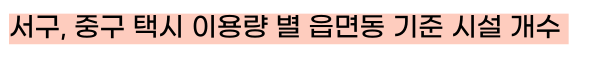 서구, 중구 택시 이용량 별 읍면동 기준 시설 개수